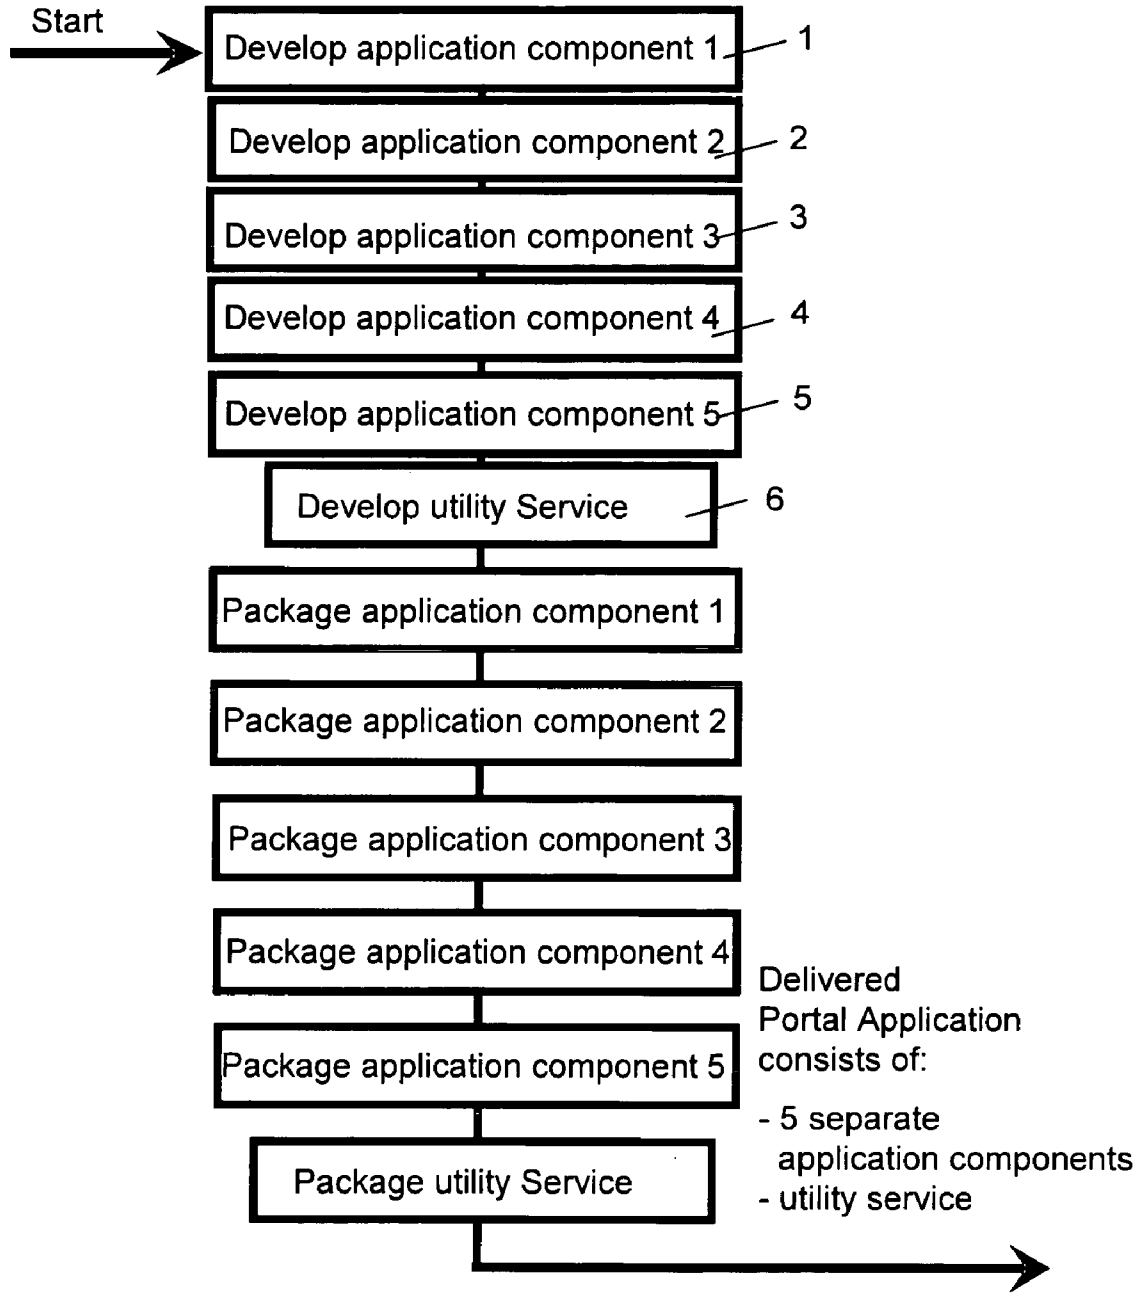 Start
Develop application component 1
1
Develop application component 2
2
Develop application component 3
3
Develop application component 4
4
Develop application component 5
5
Develop utility Service
6
Package application component 1
Package application component 2
Package application component 3
Package application component 4
Package application component 5
Package utility Service
Delivered
Portal Application
consists of:
- 5 separate
application components
- utility service